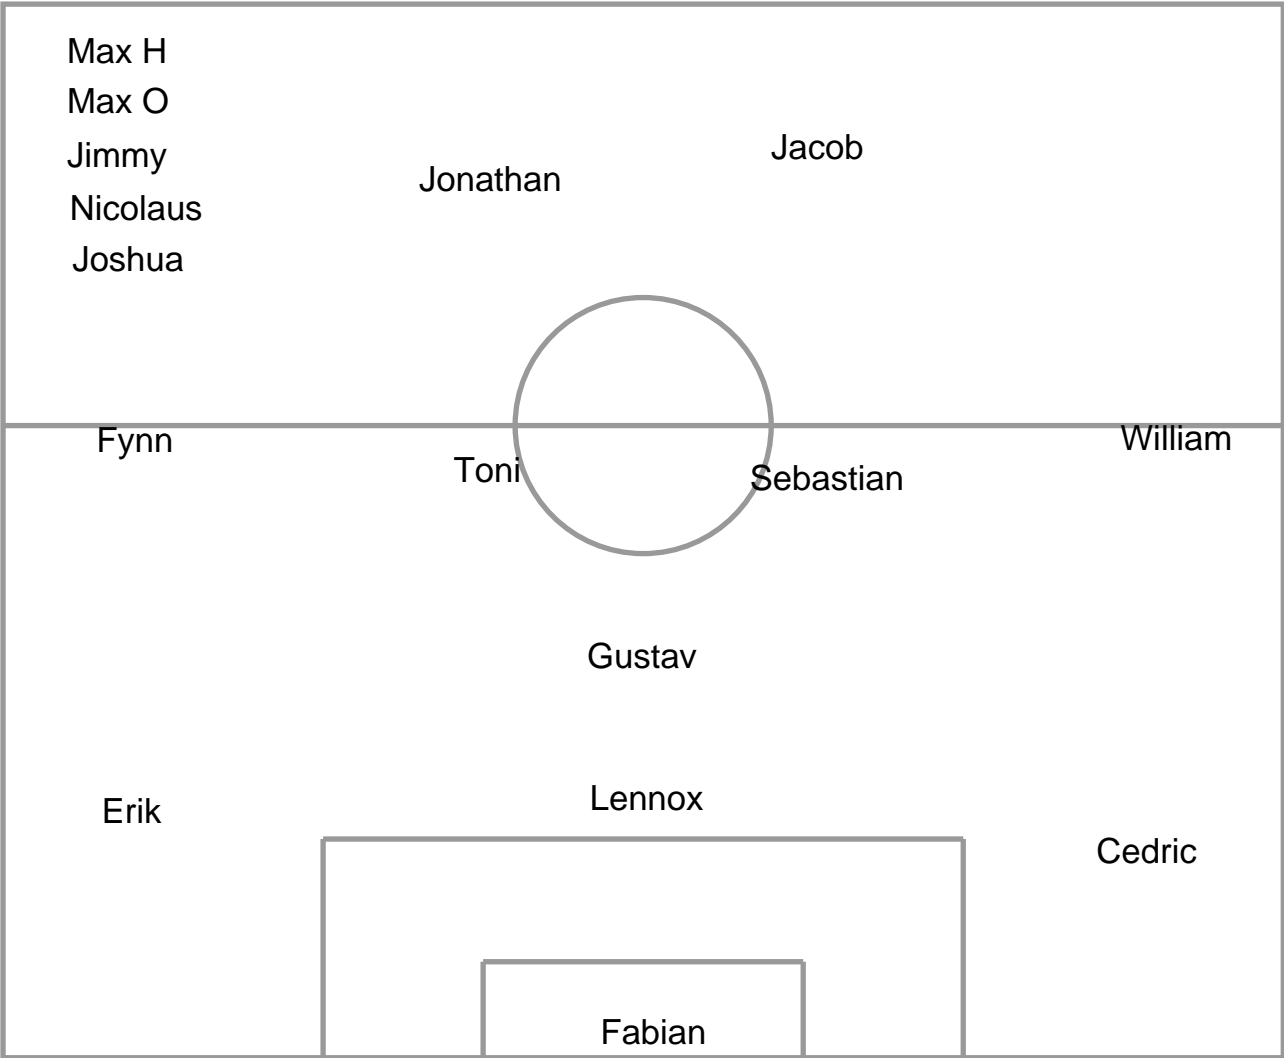 Max H
Max O
Jimmy
Nicolaus
Joshua
Jonathan
Jacob
Fynn
Toni
Sebastian
William
Gustav
Erik
Lennox
Cedric
Fabian